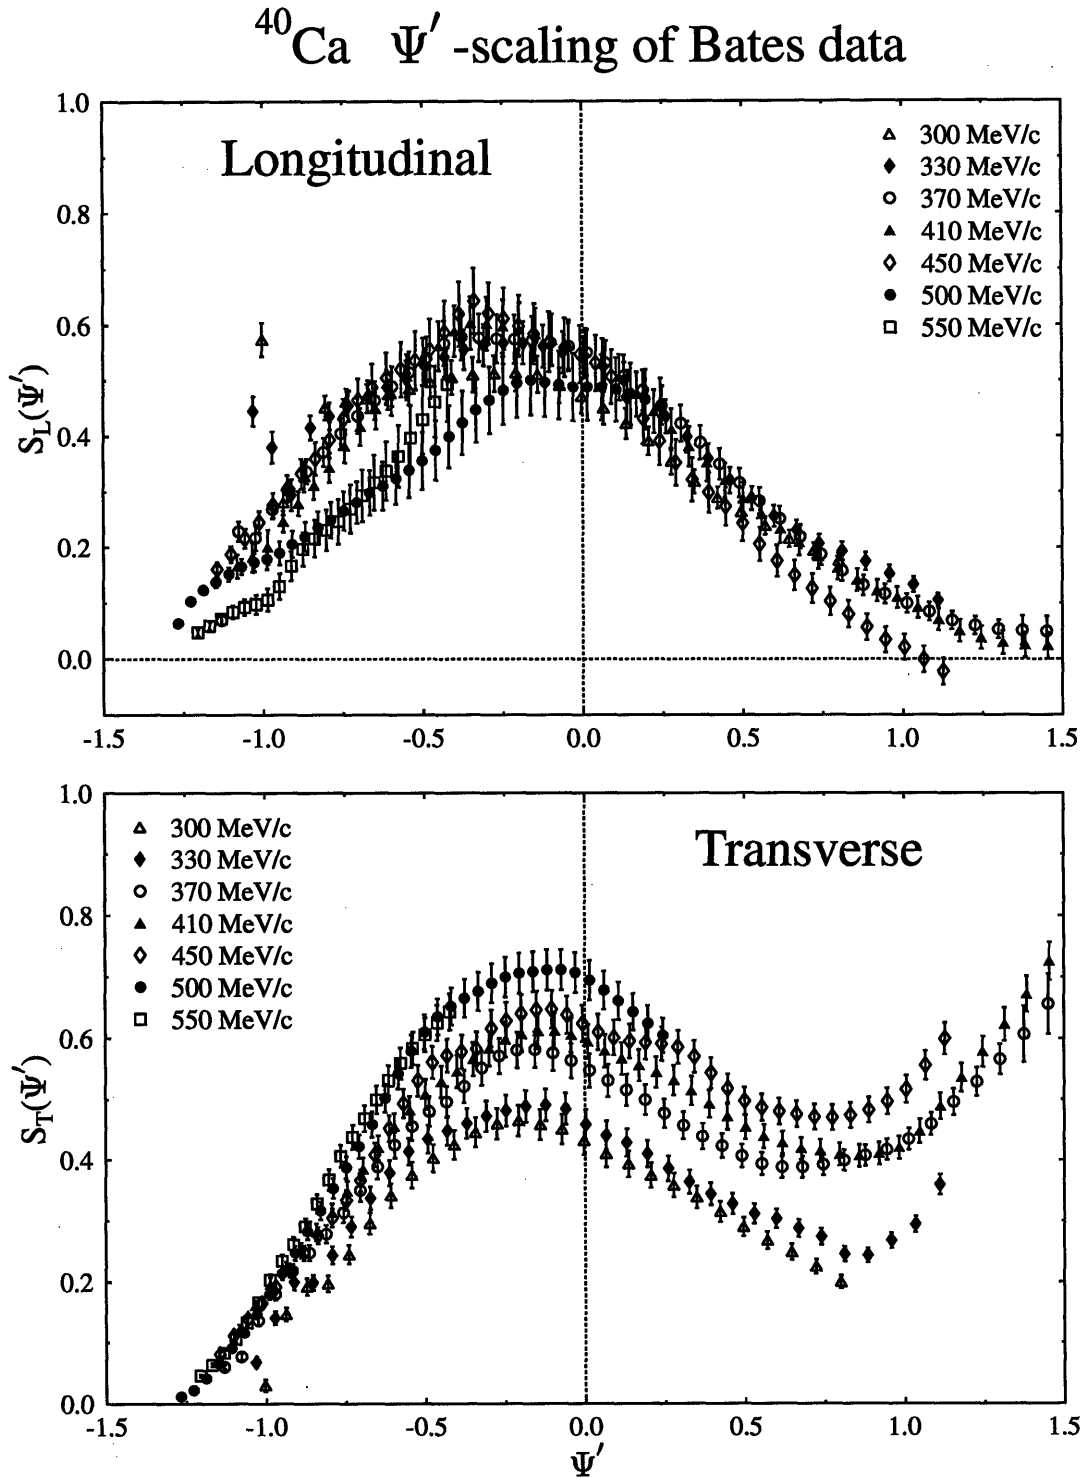 ⁴⁰Ca Ψ′-scaling of Bates data
1.0
0.8
0.6
0.4
0.2
0.0
S_L(Ψ′)
Longitudinal
300 MeV/c
330 MeV/c
370 MeV/c
410 MeV/c
450 MeV/c
500 MeV/c
550 MeV/c
-1.5 -1.0 -0.5 0.0 0.5 1.0 1.5
1.0
0.8
0.6
0.4
0.2
0.0
S_T(Ψ′)
300 MeV/c
330 MeV/c
370 MeV/c
410 MeV/c
450 MeV/c
500 MeV/c
550 MeV/c
Transverse
-1.5 -1.0 -0.5 0.0 0.5 1.0 1.5
Ψ′